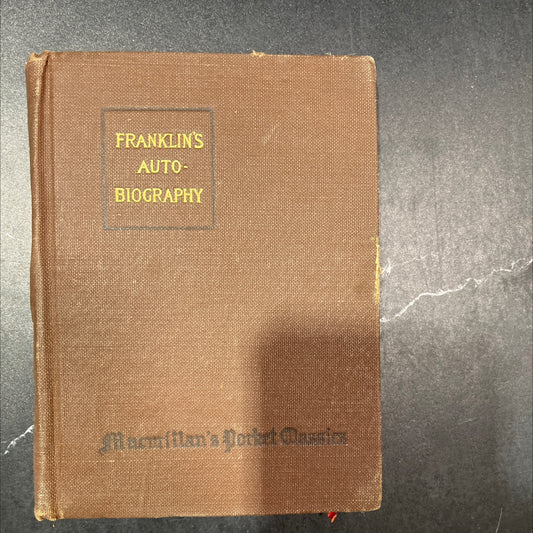 FRANKLIN'S
AUTO-
BIOGRAPHY
Macmillan's Pocket Classics